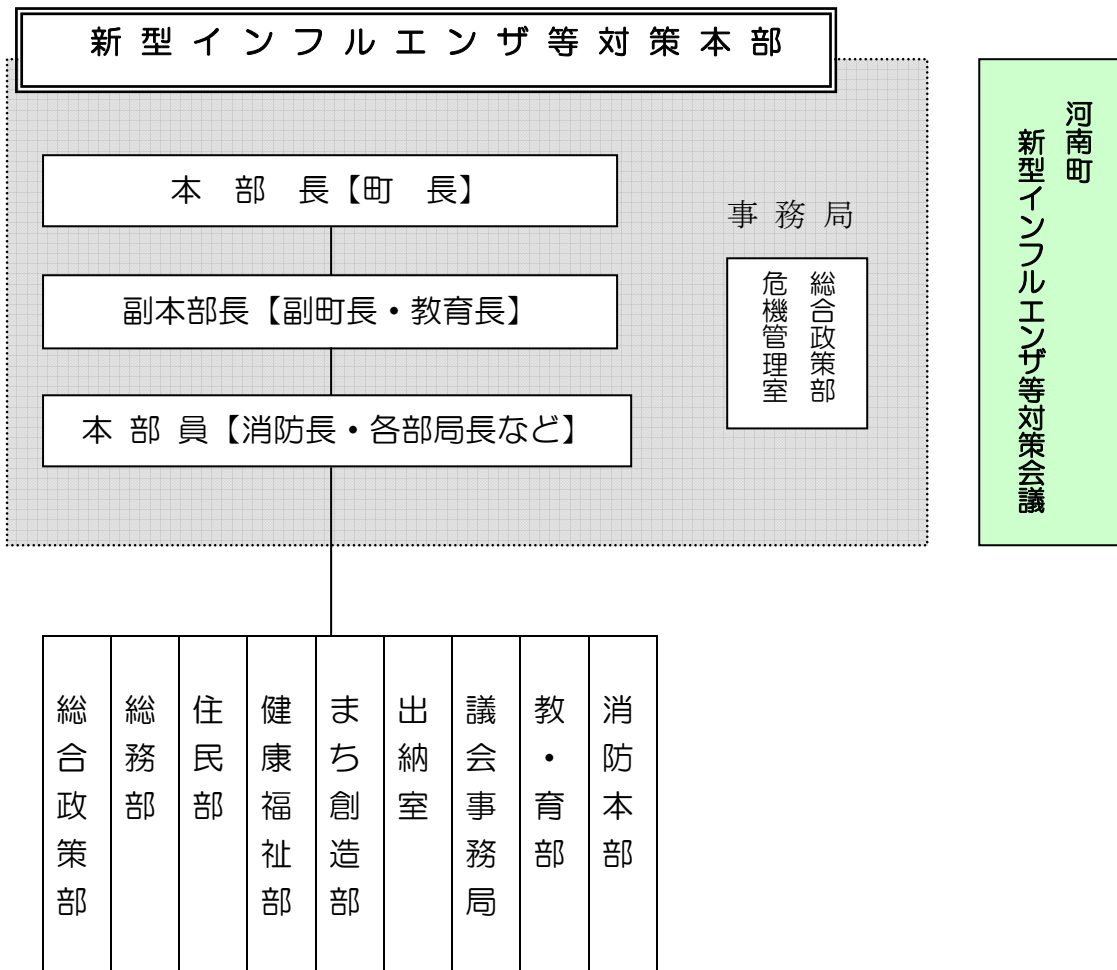 新型インフルエンザ等対策本部
本部長【町長】
副本部長【副町長・教育長】
本部員【消防長・各部局長など】
事務局
総合政策部
危機管理室
河南町
新型インフルエンザ等対策会議
総合政策部
総務部
住民部
健康福祉部
まち創造部
出納室
議会事務局
教・育部
消防本部